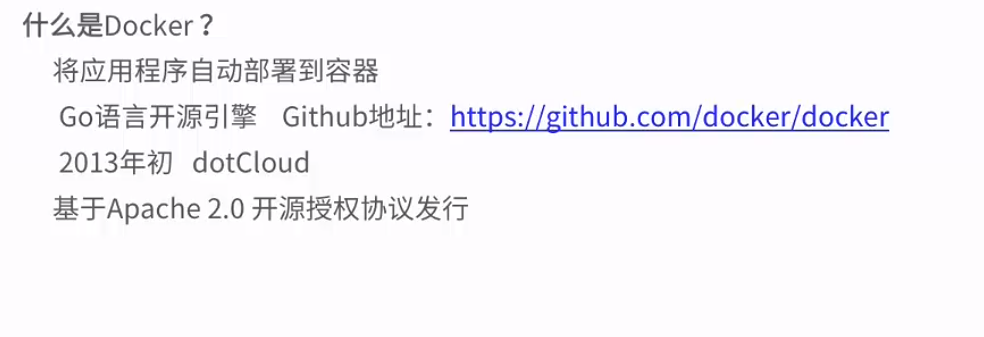 什么是Docker？
将应用程序自动部署到容器
Go语言开源引擎 Github地址：https://github.com/docker/docker
2013年初 dotCloud
基于Apache 2.0 开源授权协议发行